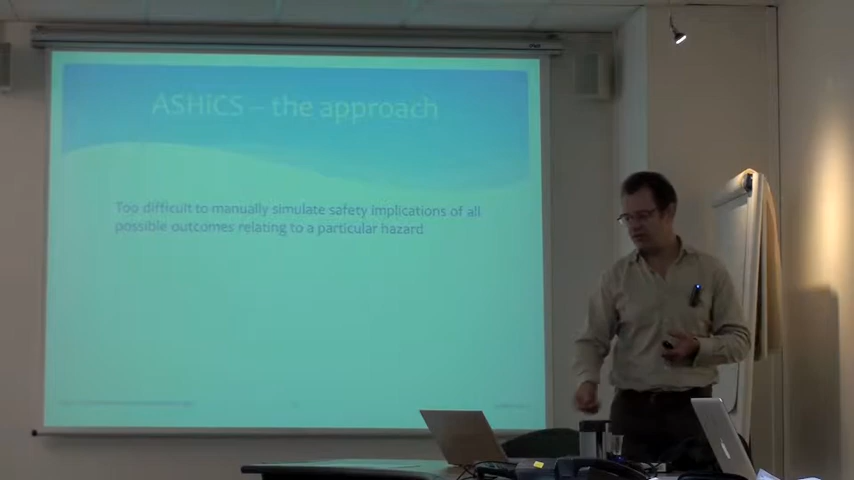 ASHiCS – the approach
Too difficult to manually simulate safety implications of all
possible outcomes relating to a particular hazard